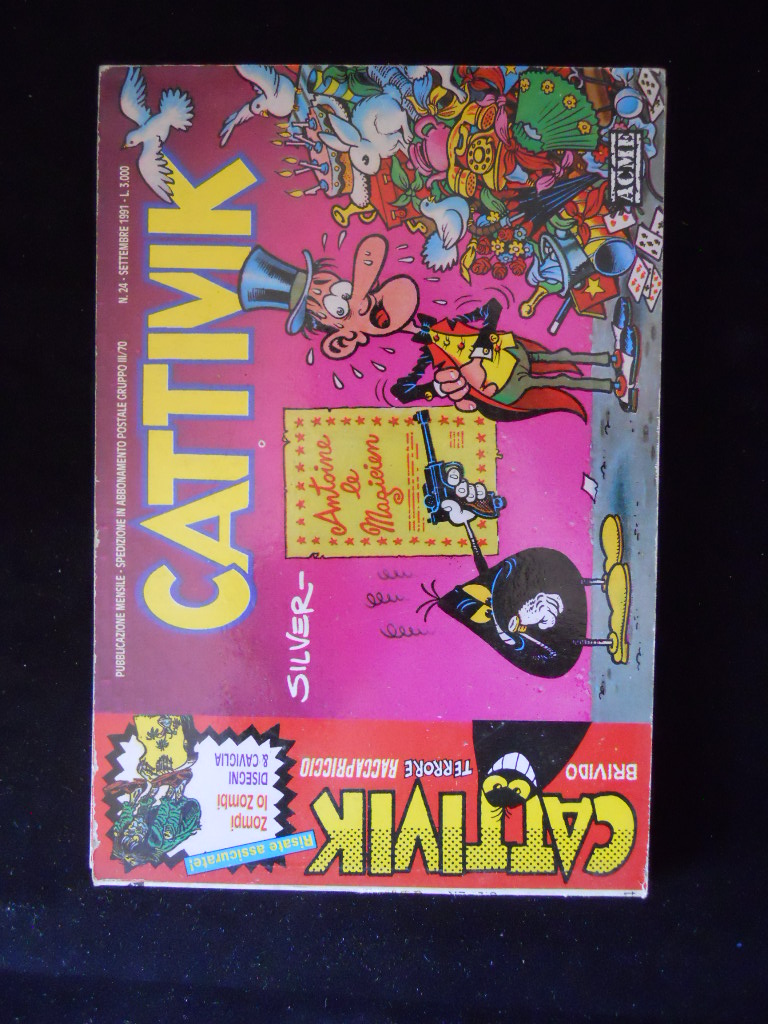 PUBBLICAZIONE MENSILE - SPEDIZIONE IN ABBONAMENTO POSTALE GRUPPO III/70
N. 24 - SETTEMBRE 1991 - L. 3.000
CATTIVIK
SILVER-
Antoine
le
Magicien
ACME
BRIVIDO
TERRORE
RACCAPRICCIO
CATTIVIK
Zompi
lo Zombi
DISEGNI
& CAVIGLIA
Risate assicurate!